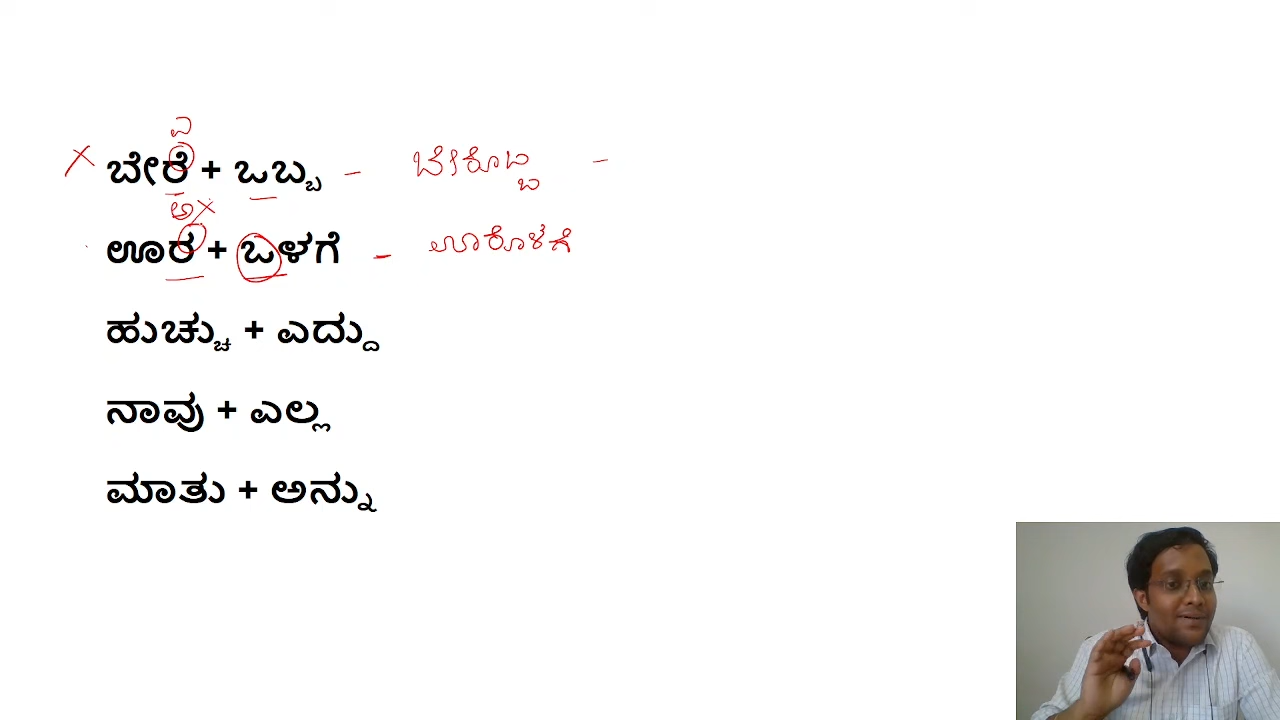 ಎ
× ಬೇರೆ + ಒಬ್ಬ – ಬೇರೊಬ್ಬ –
ಅ ×
ಊರ + ಒಳಗೆ – ಊರೊಳಗೆ
ಹುಚ್ಚು + ಎದ್ದು
ನಾವು + ಎಲ್ಲ
ಮಾತು + ಅನ್ನು